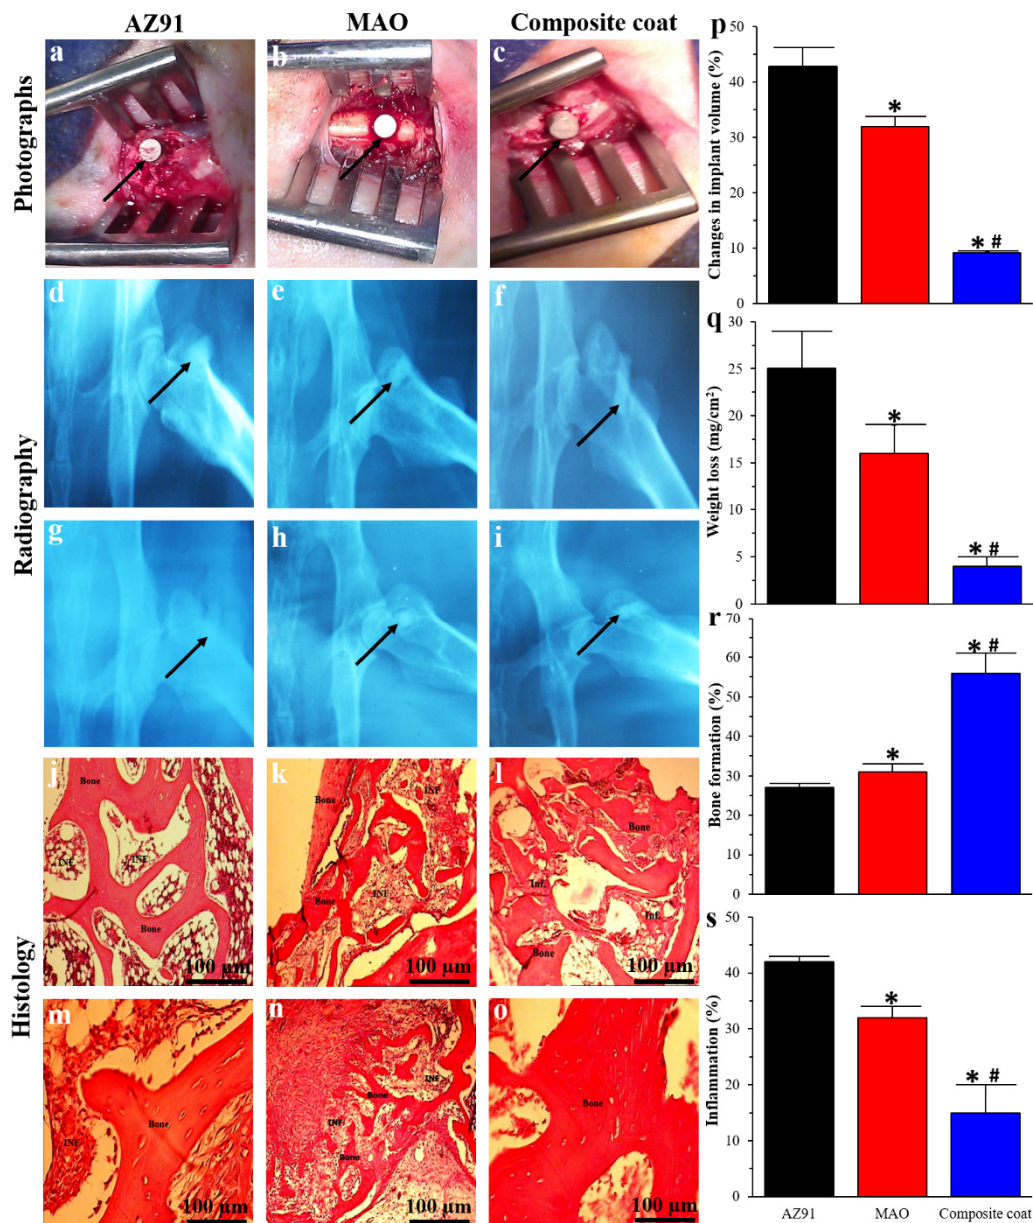 AZ91 MAO Composite coat
Photographs
a
b
c
Radiography
d
e
f
g
h
i
Histology
j
Bone
INF
INF
Bone
100 µm
k
Bone
INF
INF
Bone
100 µm
l
Bone
Inf.
Inf.
Bone
100 µm
m
Bone
INF
100 µm
n
INF
Bone
INF
Bone
100 µm
o
Bone
100 µm
p
Changes in implant volume (%)
50
40
30
20
10
0
*
* #
q
Weight loss (mg/cm²)
30
25
20
15
10
5
0
*
* #
r
Bone formation (%)
70
60
50
40
30
20
10
0
*
* #
s
Inflammation (%)
50
40
30
20
10
0
*
* #
AZ91 MAO Composite coat